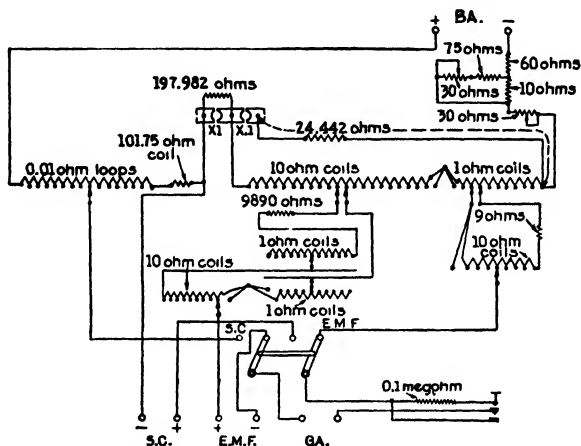 + BA. −
75 ohms
60 ohms
10 ohms
30 ohms
30 ohms
197.982 ohms
X1 X.1
24.442 ohms
101.75 ohm
coil
0.01 ohm loops
10 ohm coils
1 ohm coils
9890 ohms
9 ohms
1 ohm coils
10 ohm
coils
10 ohm coils
1 ohm coils
S.C
E.M.F
0.1 megohm
− + + −
S.C. E.M.F. GA.